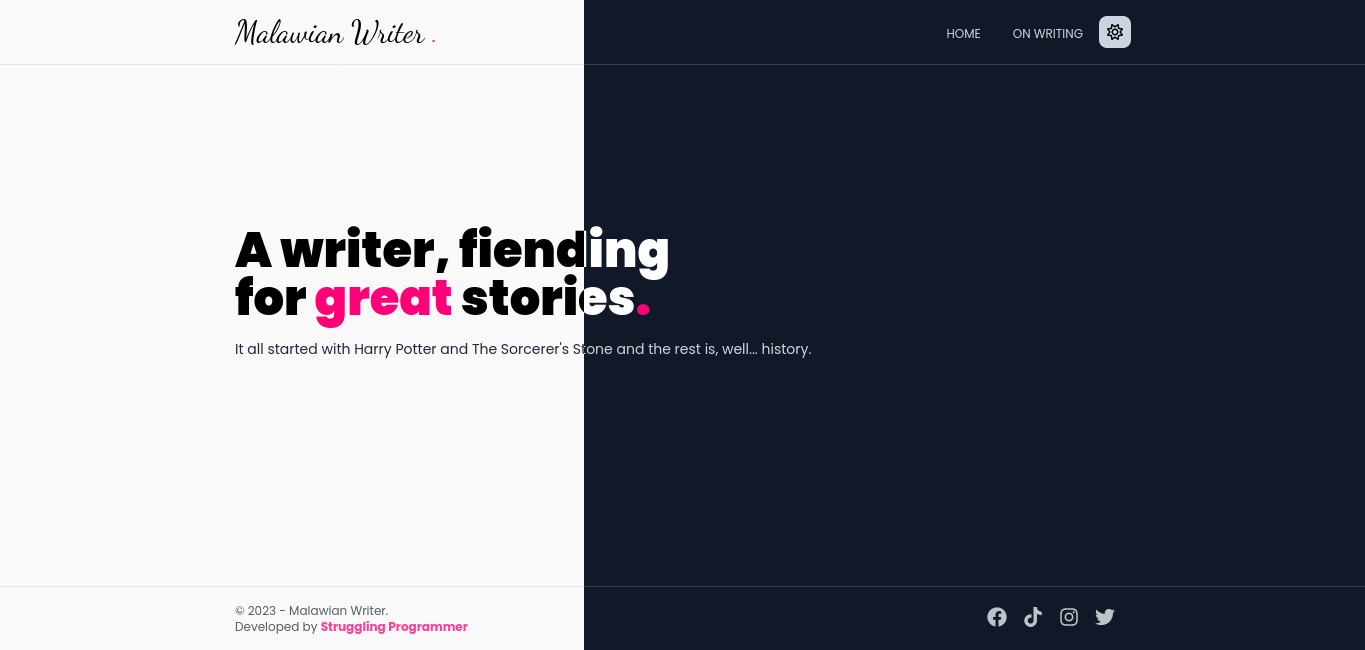 Malawian Writer .
HOME ON WRITING
A writer, fiending
for great stories.
It all started with Harry Potter and The Sorcerer's Stone and the rest is, well... history.
© 2023 - Malawian Writer.
Developed by Struggling Programmer